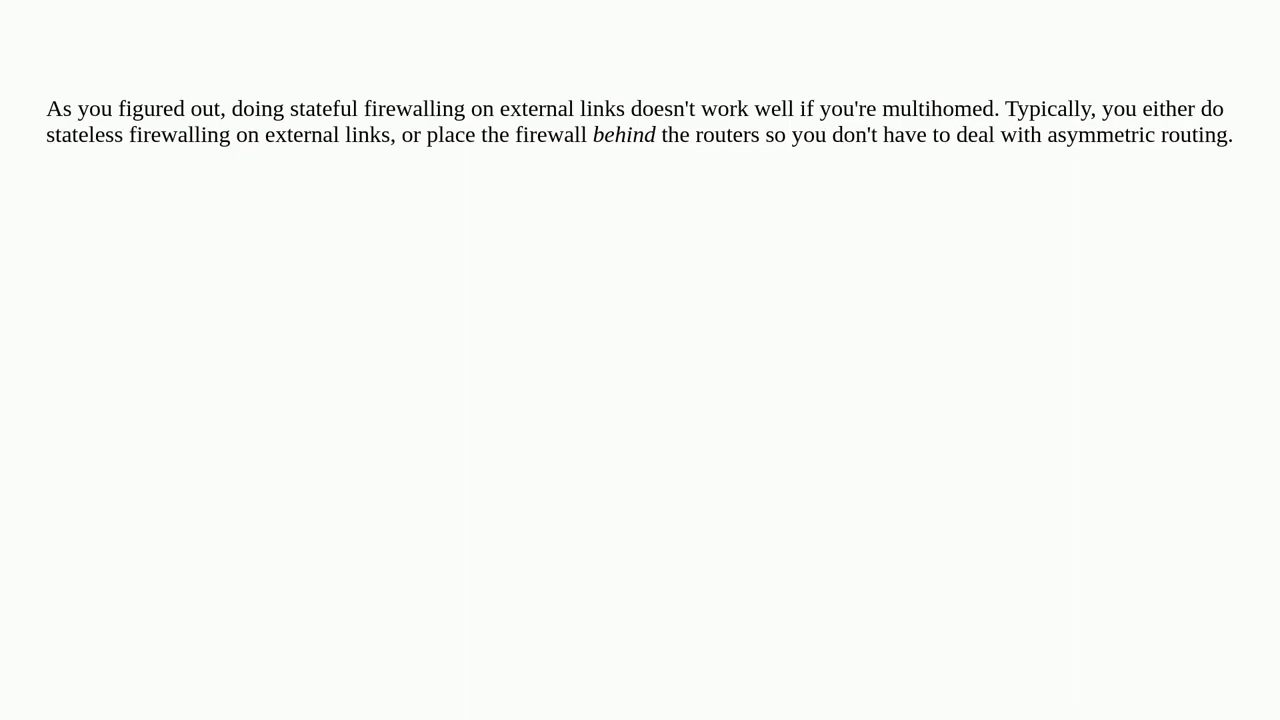 As you figured out, doing stateful firewalling on external links doesn't work well if you're multihomed. Typically, you either do
stateless firewalling on external links, or place the firewall behind the routers so you don't have to deal with asymmetric routing.